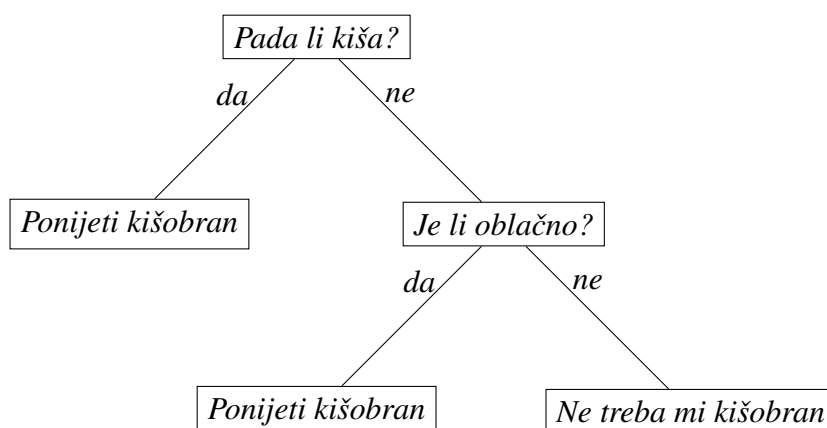 Pada li kiša?
da
ne
Ponijeti kišobran
Je li oblačno?
da
ne
Ponijeti kišobran
Ne treba mi kišobran